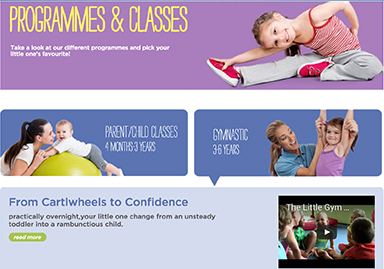 PROGRAMMES & CLASSES
Take a look at our different programmes and pick your
little one's favourite!
PARENT/CHILD CLASSES
4 MONTHS-3 YEARS
GYMNASTIC
3-6 YEARS
From Cartlwheels to Confidence
practically overnight,your little one change from an unsteady
toddler into a rambunctious child.
read more
The Little Gym ...